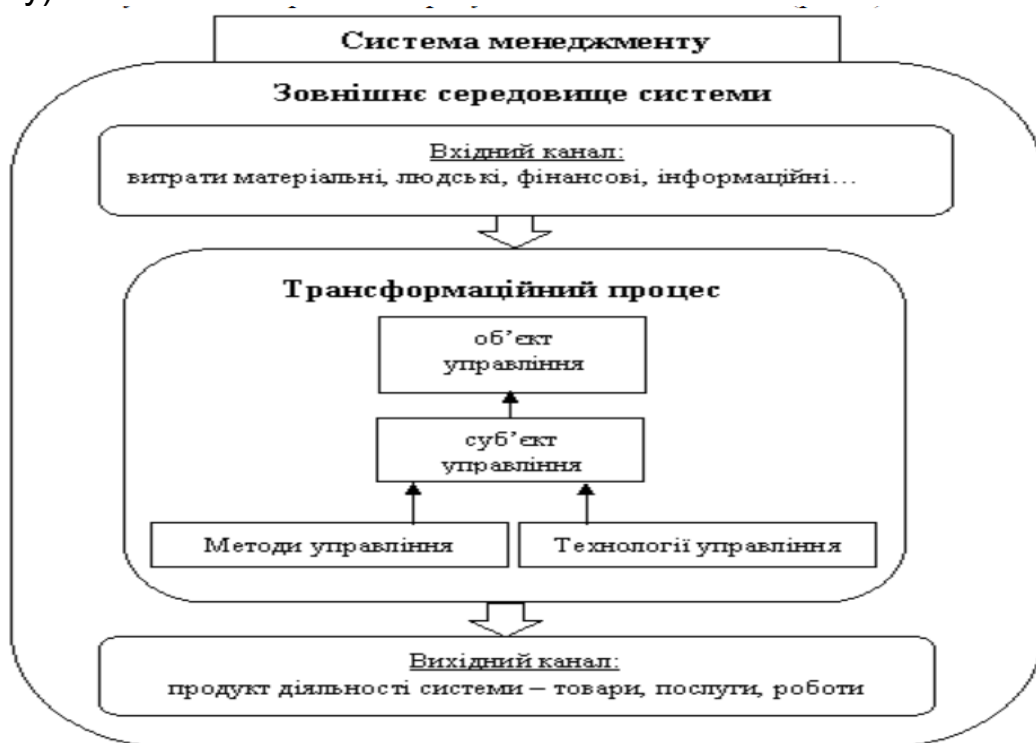 у)
Система менеджменту
Зовнішнє середовище системи
Вхідний канал:
витрати матеріальні, людські, фінансові, інформаційні…
Трансформаційний процес
об’єкт
управління
суб’єкт
управління
Методи управління
Технології управління
Вихідний канал:
продукт діяльності системи – товари, послуги, роботи